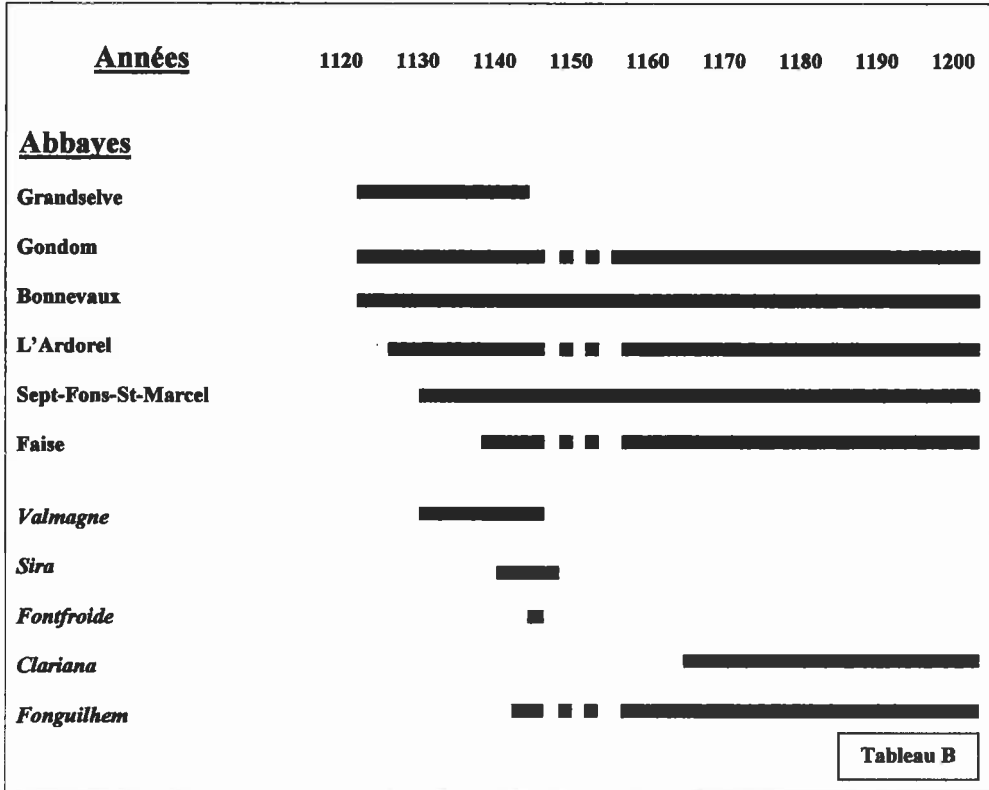 Années 1120 1130 1140 1150 1160 1170 1180 1190 1200
Abbayes
Grandselve
Gondom
Bonnevaux
L'Ardorel
Sept-Fons-St-Marcel
Faise
Valmagne
Sira
Fontfroide
Clariana
Fonguilhem
Tableau B